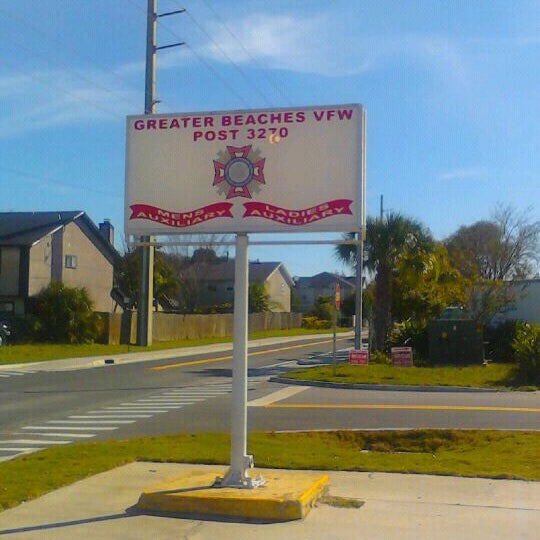 GREATER BEACHES VFW
POST 3270
MENS
AUXILIARY
LADIES
AUXILIARY